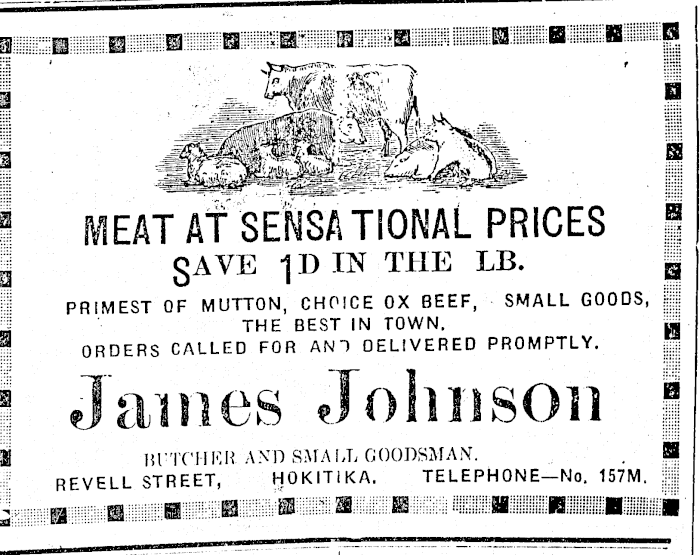 MEAT AT SENSATIONAL PRICES
SAVE 1D IN THE LB.
PRIMEST OF MUTTON, CHOICE OX BEEF, SMALL GOODS,
THE BEST IN TOWN.
ORDERS CALLED FOR AND DELIVERED PROMPTLY.
James Johnson
BUTCHER AND SMALL GOODSMAN.
REVELL STREET, HOKITIKA. TELEPHONE—No. 157M.